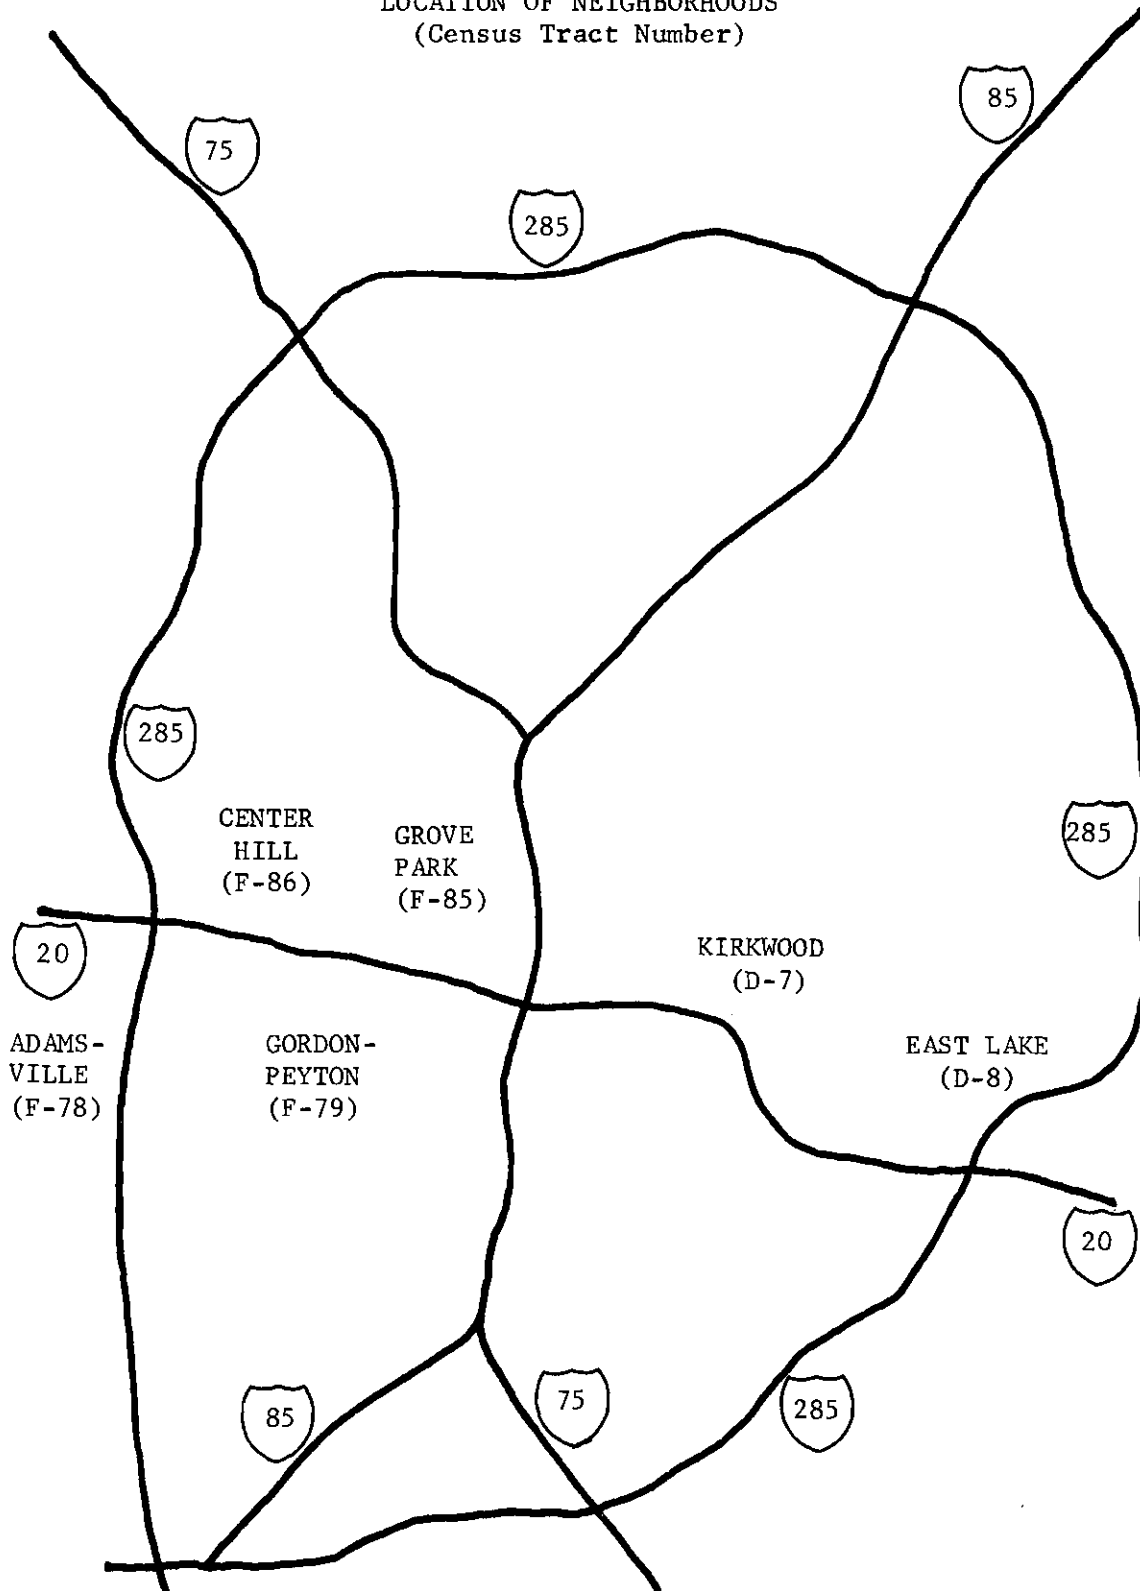 LOCATION OF NEIGHBORHOODS
(Census Tract Number)
85
75
285
285
CENTER
HILL
(F-86)
GROVE
PARK
(F-85)
285
20
KIRKWOOD
(D-7)
ADAMS-
VILLE
(F-78)
GORDON-
PEYTON
(F-79)
EAST LAKE
(D-8)
20
85
75
285